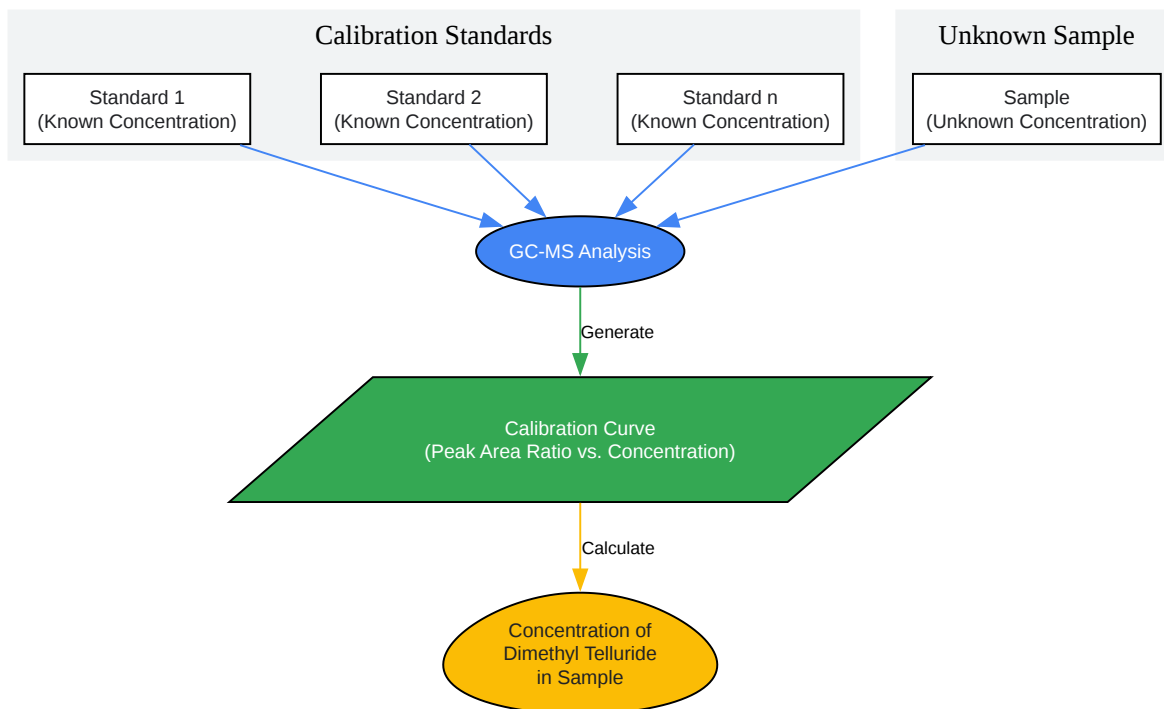 Calibration Standards
Unknown Sample
Standard 1
(Known Concentration)
Standard 2
(Known Concentration)
Standard n
(Known Concentration)
Sample
(Unknown Concentration)
GC-MS Analysis
Generate
Calibration Curve
(Peak Area Ratio vs. Concentration)
Calculate
Concentration of
Dimethyl Telluride
in Sample